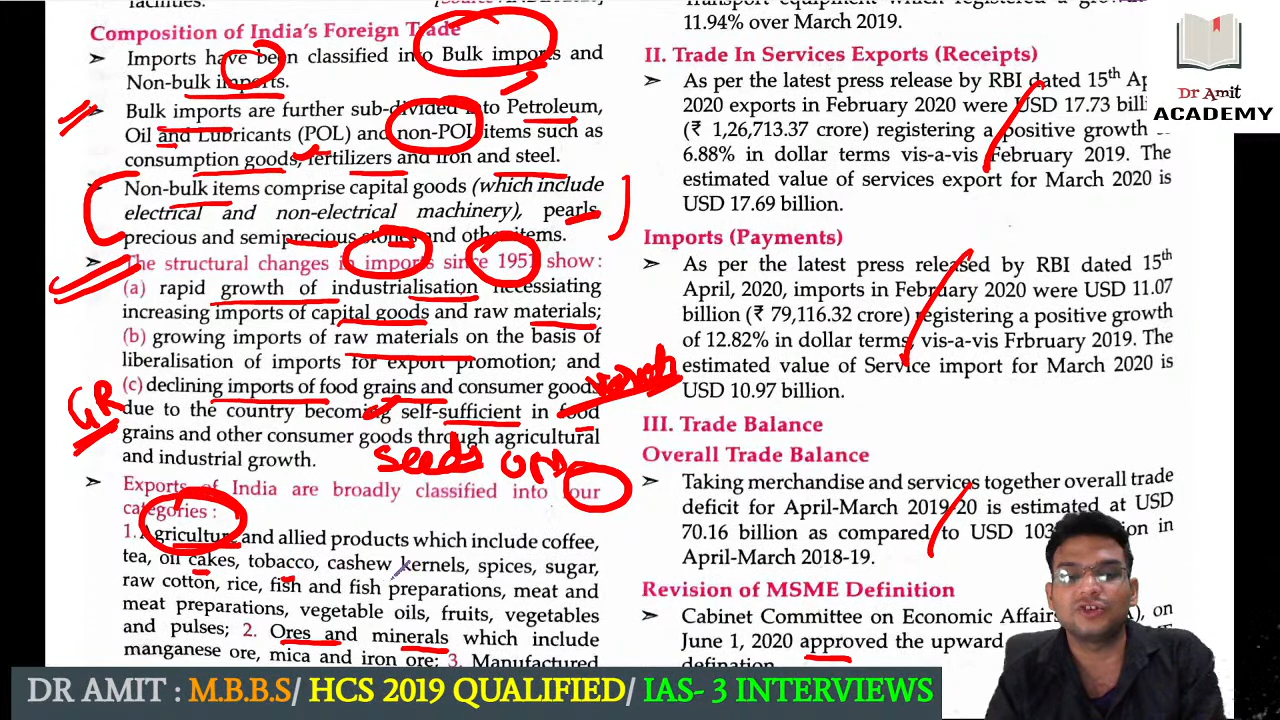 facilities.
Composition of India's Foreign Trade
➤ Imports have been classified into Bulk imports and
Non-bulk imports.
➤ Bulk imports are further sub-divided into Petroleum,
Oil and Lubricants (POL) and non-POL items such as
consumption goods, fertilizers and iron and steel.
➤ Non-bulk items comprise capital goods (which include
electrical and non-electrical machinery), pearls,
precious and semiprecious stones and other items.
➤ The structural changes in imports since 1951 show:
(a) rapid growth of industrialisation necessiating
increasing imports of capital goods and raw materials;
(b) growing imports of raw materials on the basis of
liberalisation of imports for export promotion; and
(c) declining imports of food grains and consumer goods
due to the country becoming self-sufficient in food
grains and other consumer goods through agricultural
and industrial growth.
GR
seeds
➤ Exports of India are broadly classified into four
categories :
1. Agriculture and allied products which include coffee,
tea, oil cakes, tobacco, cashew kernels, spices, sugar,
raw cotton, rice, fish and fish preparations, meat and
meat preparations, vegetable oils, fruits, vegetables
and pulses; 2. Ores and minerals which include
manganese ore, mica and iron ore; 3. Manufactured
11.94% over March 2019.
II. Trade In Services Exports (Receipts)
➤ As per the latest press release by RBI dated 15th Ap
2020 exports in February 2020 were USD 17.73 bill
(₹ 1,26,713.37 crore) registering a positive growth
6.88% in dollar terms vis-a-vis February 2019. The
estimated value of services export for March 2020 is
USD 17.69 billion.
Imports (Payments)
➤ As per the latest press released by RBI dated 15th
April, 2020, imports in February 2020 were USD 11.07
billion (₹ 79,116.32 crore) registering a positive growth
of 12.82% in dollar terms, vis-a-vis Frbruary 2019. The
estimated value of Service import for March 2020 is
USD 10.97 billion.
III. Trade Balance
Overall Trade Balance
➤ Taking merchandise and services together overall trade
deficit for April-March 2019-20 is estimated at USD
70.16 billion as compared to USD 103 in
April-March 2018-19.
Revision of MSME Definition
➤ Cabinet Committee on Economic Affairs on
June 1, 2020 approved the upward
defination
Dr Amit
ACADEMY
DR AMIT : M.B.B.S/ HCS 2019 QUALIFIED/ IAS- 3 INTERVIEWS